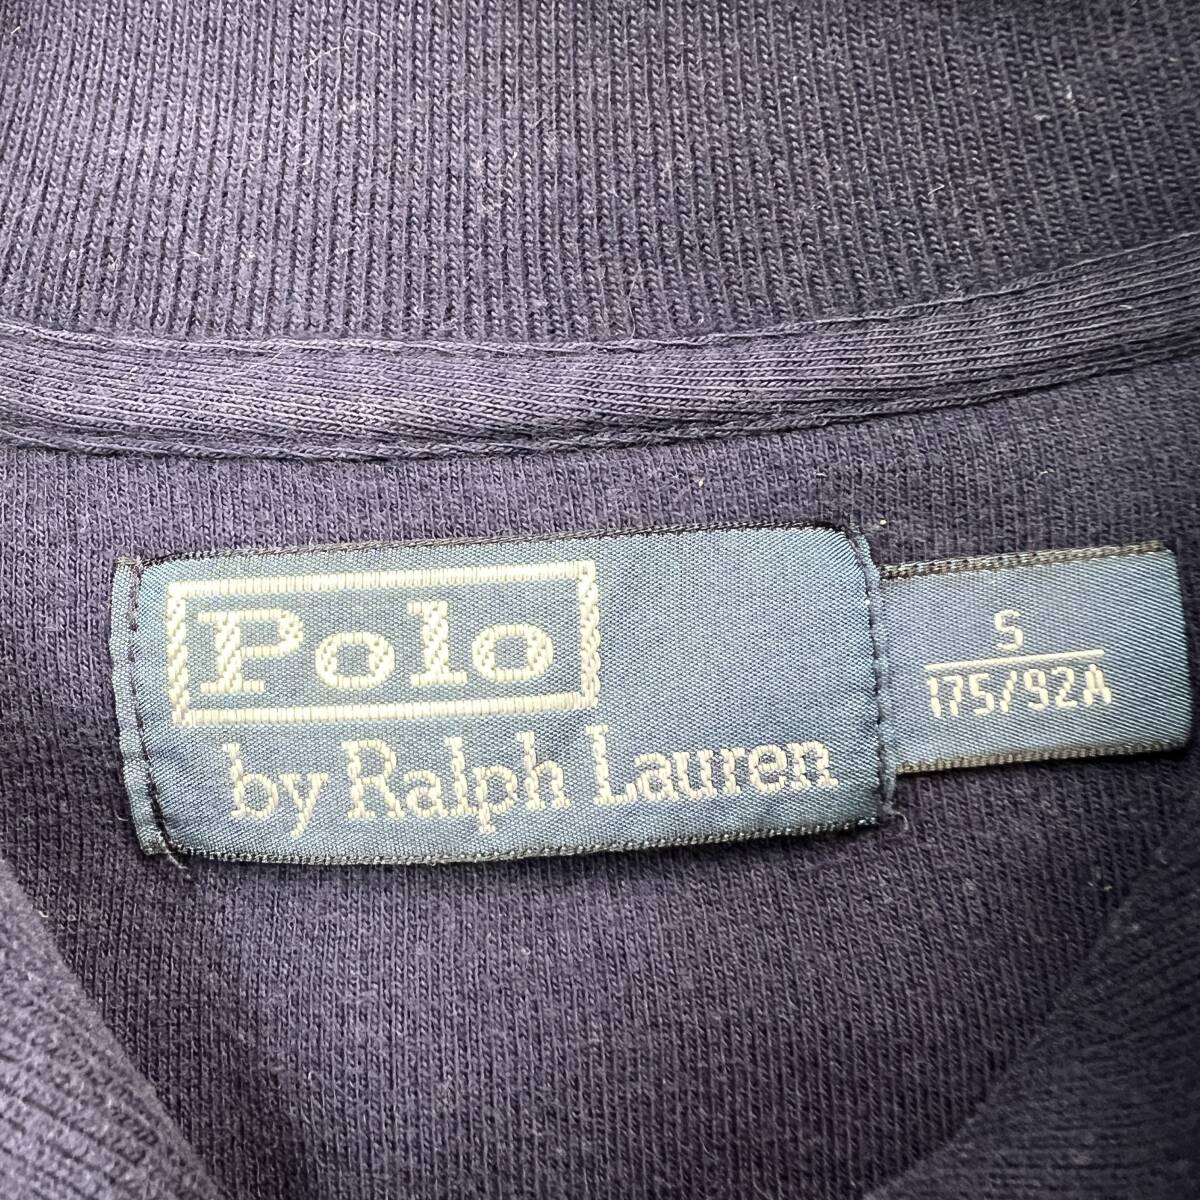 Polo
by Ralph Lauren
S
175/92A